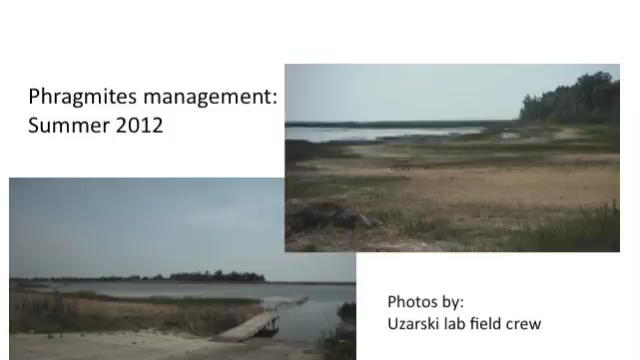 Phragmites management:
Summer 2012
Photos by:
Uzarski lab field crew